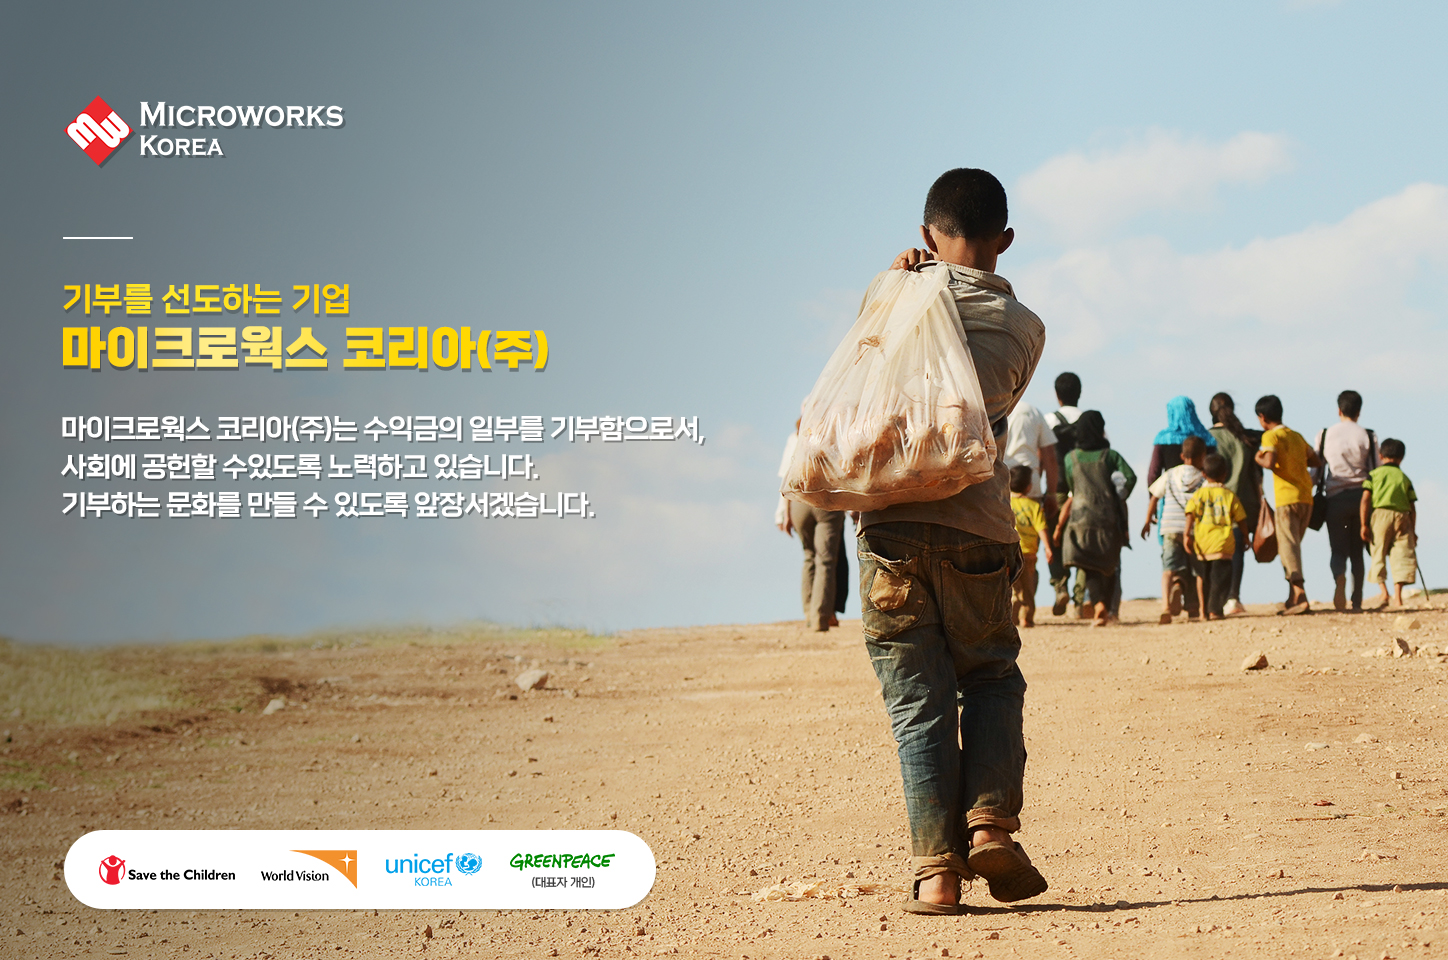 MW
MICROWORKS
KOREA
기부를 선도하는 기업
마이크로웍스 코리아(주)
마이크로웍스 코리아(주)는 수익금의 일부를 기부함으로서,
사회에 공헌할 수있도록 노력하고 있습니다.
기부하는 문화를 만들 수 있도록 앞장서겠습니다.
Save the Children
World Vision
unicef
KOREA
GREENPEACE
(대표자 개인)